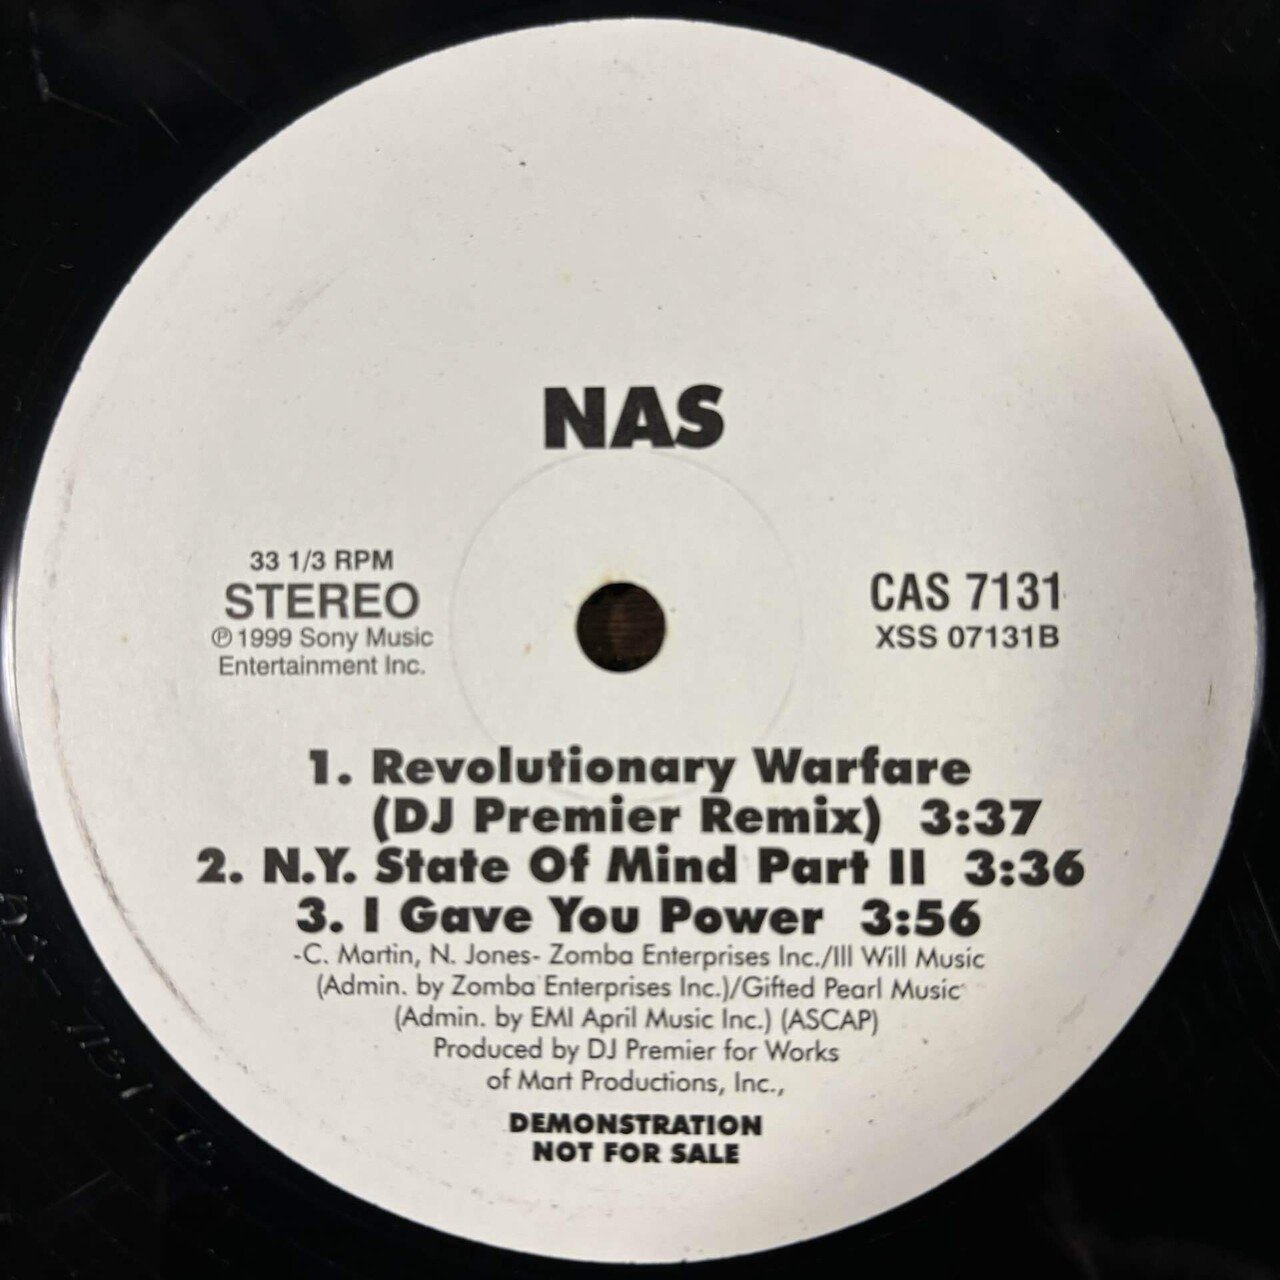 NAS
33 1/3 RPM
STEREO
℗ 1999 Sony Music
Entertainment Inc.
CAS 7131
XSS 07131B
1. Revolutionary Warfare
(DJ Premier Remix) 3:37
2. N.Y. State Of Mind Part II 3:36
3. I Gave You Power 3:56
-C. Martin, N. Jones- Zomba Enterprises Inc./Ill Will Music
(Admin. by Zomba Enterprises Inc.)/Gifted Pearl Music
(Admin. by EMI April Music Inc.) (ASCAP)
Produced by DJ Premier for Works
of Mart Productions, Inc.,
DEMONSTRATION
NOT FOR SALE